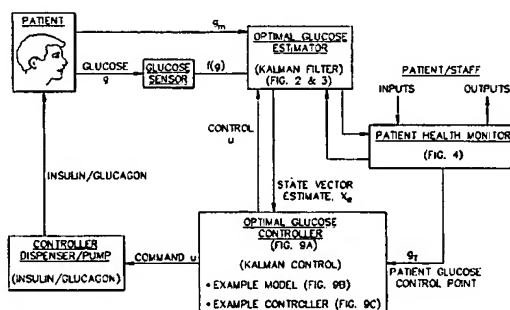 PATIENT
g_m
GLUCOSE
g
GLUCOSE
SENSOR
f(g)
OPTIMAL GLUCOSE
ESTIMATOR
(KALMAN FILTER)
(FIG. 2 & 3)
PATIENT/STAFF
INPUTS
OUTPUTS
PATIENT HEALTH MONITOR
(FIG. 4)
CONTROL
u
STATE VECTOR
ESTIMATE, X_e
INSULIN/GLUCAGON
CONTROLLER
DISPENSER/PUMP
(INSULIN/GLUCAGON)
COMMAND u
OPTIMAL GLUCOSE
CONTROLLER
(FIG. 9A)
(KALMAN CONTROL)
• EXAMPLE MODEL (FIG. 9B)
• EXAMPLE CONTROLLER (FIG. 9C)
g_T
PATIENT GLUCOSE
CONTROL POINT